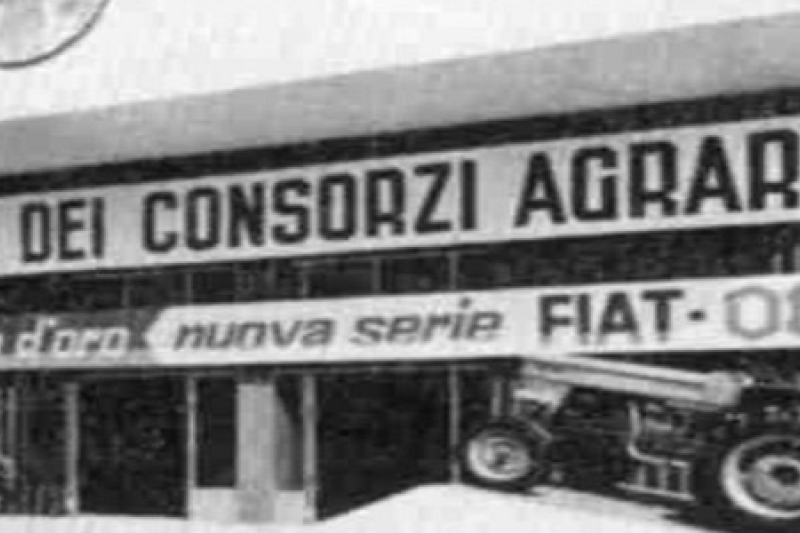 DEI CONSORZI AGRAR
d'oro nuova serie FIAT-